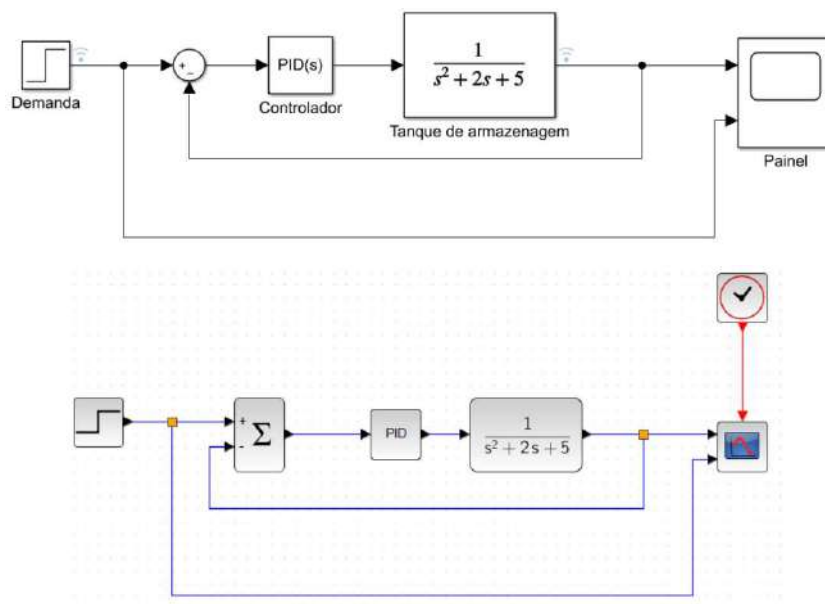 Demanda
+
−
PID(s)
Controlador
1
s² + 2s + 5
Tanque de armazenagem
Painel
+
-
Σ
PID
1
s² + 2s + 5